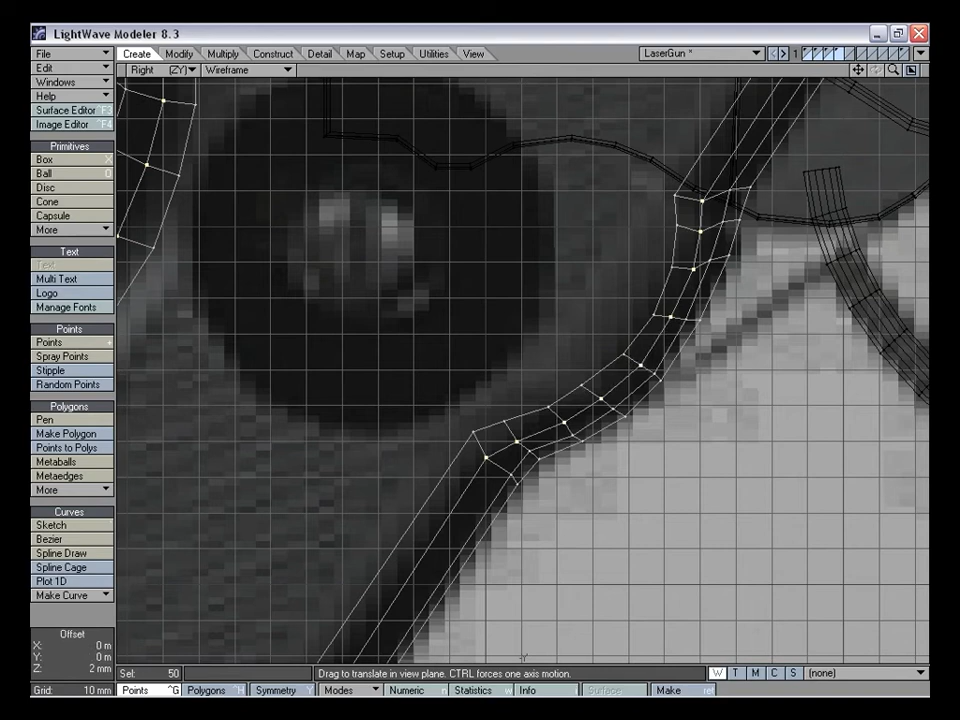 LightWave Modeler 8.3
File
Create Modify Multiply Construct Detail Map Setup Utilities View LaserGun * 1
Edit
Right (ZY) Wireframe
Windows
Help
Surface Editor ^F3
Image Editor ^F4
Primitives
Box X
Ball O
Disc
Cone
Capsule
More
Text
Text
Multi Text
Logo
Manage Fonts
Points
Points +
Spray Points
Stipple
Random Points
Polygons
Pen
Make Polygon
Points to Polys
Metaballs
Metaedges
More
Curves
Sketch
Bezier
Spline Draw
Spline Cage
Plot 1D
Make Curve
Offset
X: 0 m
Y: 0 m
Z: 2 mm
Sel: 50 Drag to translate in view plane. CTRL forces one axis motion. W T M C S (none)
Grid: 10 mm Points ^G Polygons ^H Symmetry Y Modes Numeric n Statistics w Info i Surface Make ret